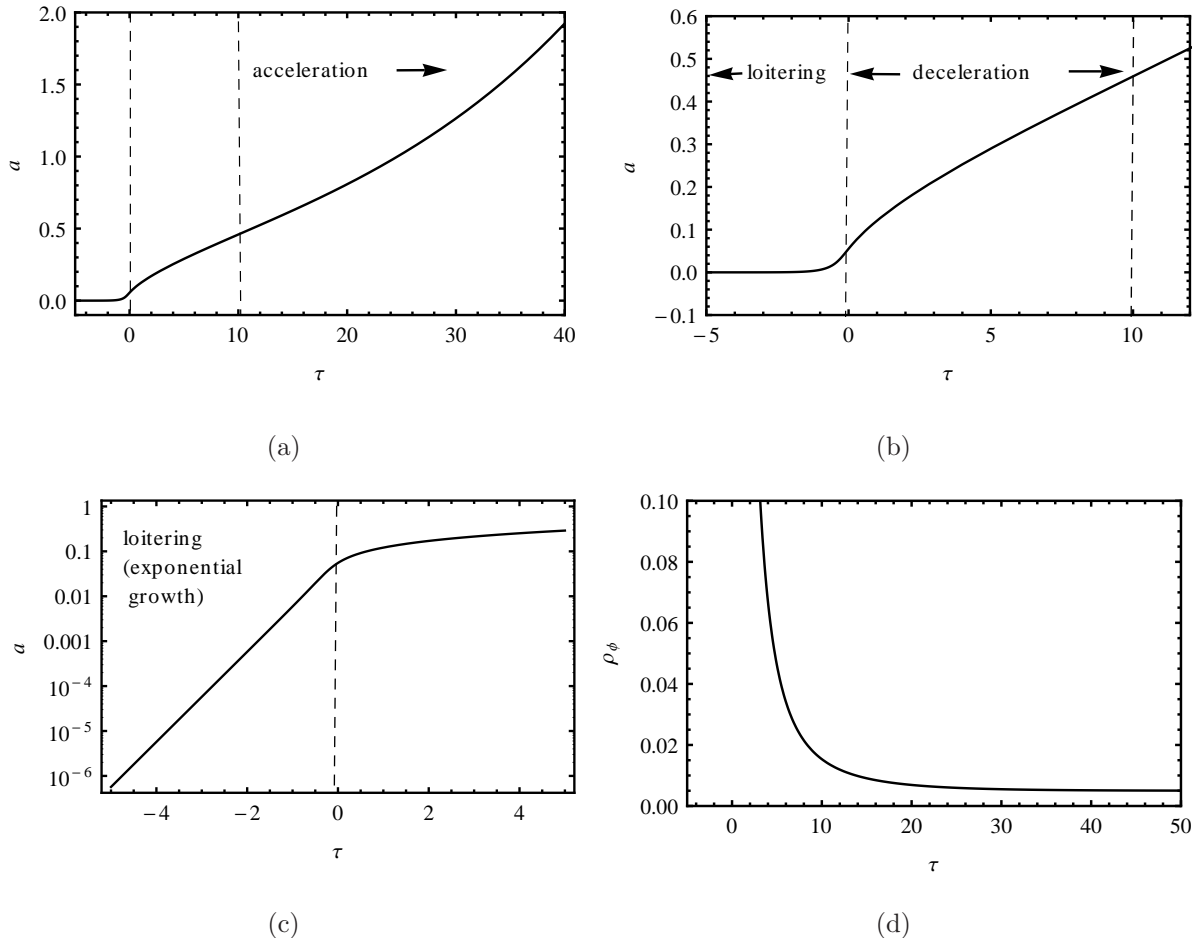 2.0
1.5
1.0
0.5
0.0
a
acceleration
0
10
20
30
40
τ
(a)
0.6
0.5
0.4
0.3
0.2
0.1
0.0
−0.1
a
loitering
deceleration
−5
0
5
10
τ
(b)
1
0.1
0.01
0.001
10⁻⁴
10⁻⁵
10⁻⁶
a
loitering
(exponential
growth)
−4
−2
0
2
4
τ
(c)
0.10
0.08
0.06
0.04
0.02
0.00
ρ_ϕ
0
10
20
30
40
50
τ
(d)